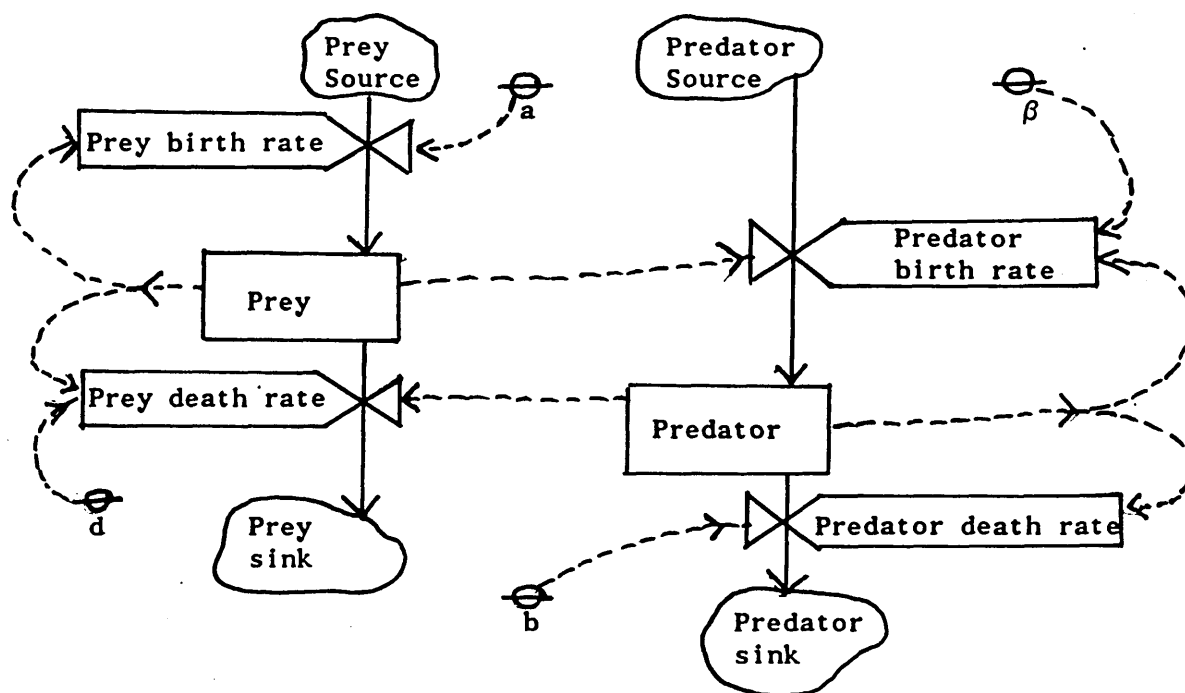 Prey
Source
Predator
Source
a
β
Prey birth rate
Predator
birth rate
Prey
Prey death rate
Predator
d
Prey
sink
Predator death rate
b
Predator
sink